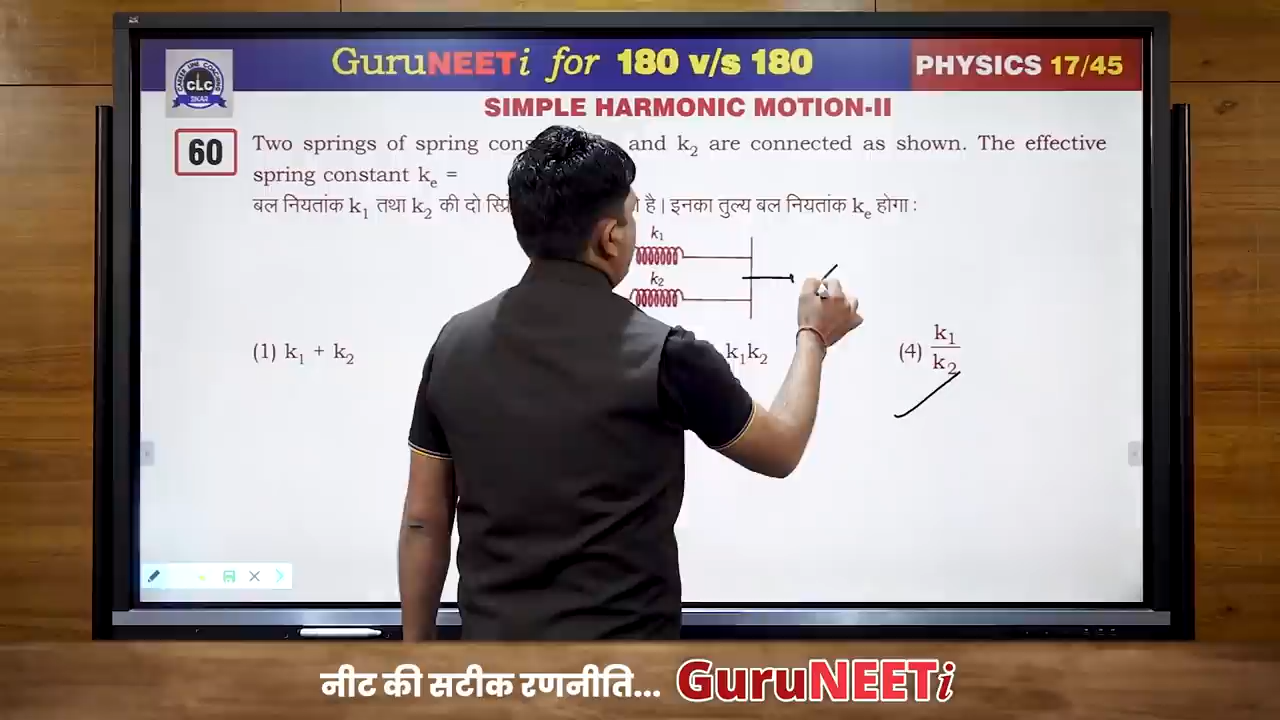 GuruNEETi for 180 v/s 180
PHYSICS 17/45
CLC
SIKAR
SIMPLE HARMONIC MOTION-II
60
Two springs of spring cons and k₂ are connected as shown. The effective
spring constant kₑ =
बल नियतांक k₁ तथा k₂ की दो है। इनका तुल्य बल नियतांक kₑ होगा :
k₁
k₂
(1) k₁ + k₂
k₁k₂
(4) k₁/k₂
नीट की सटीक रणनीति... GuruNEETi